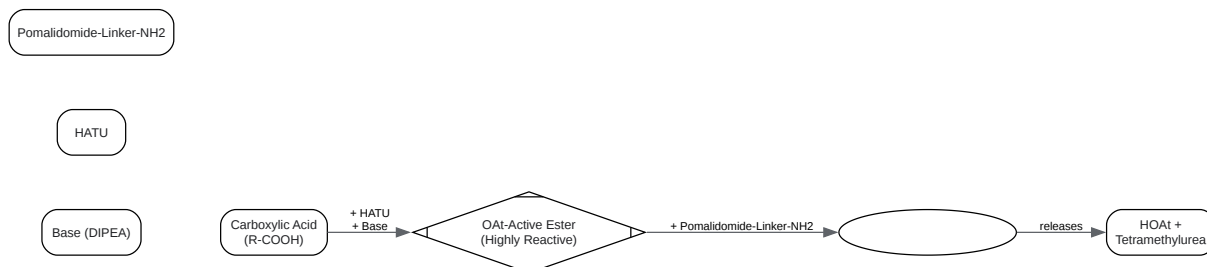 Pomalidomide-Linker-NH2
HATU
Base (DIPEA)
Carboxylic Acid
(R-COOH)
+ HATU
+ Base
OAt-Active Ester
(Highly Reactive)
+ Pomalidomide-Linker-NH2
releases
HOAt +
Tetramethylurea